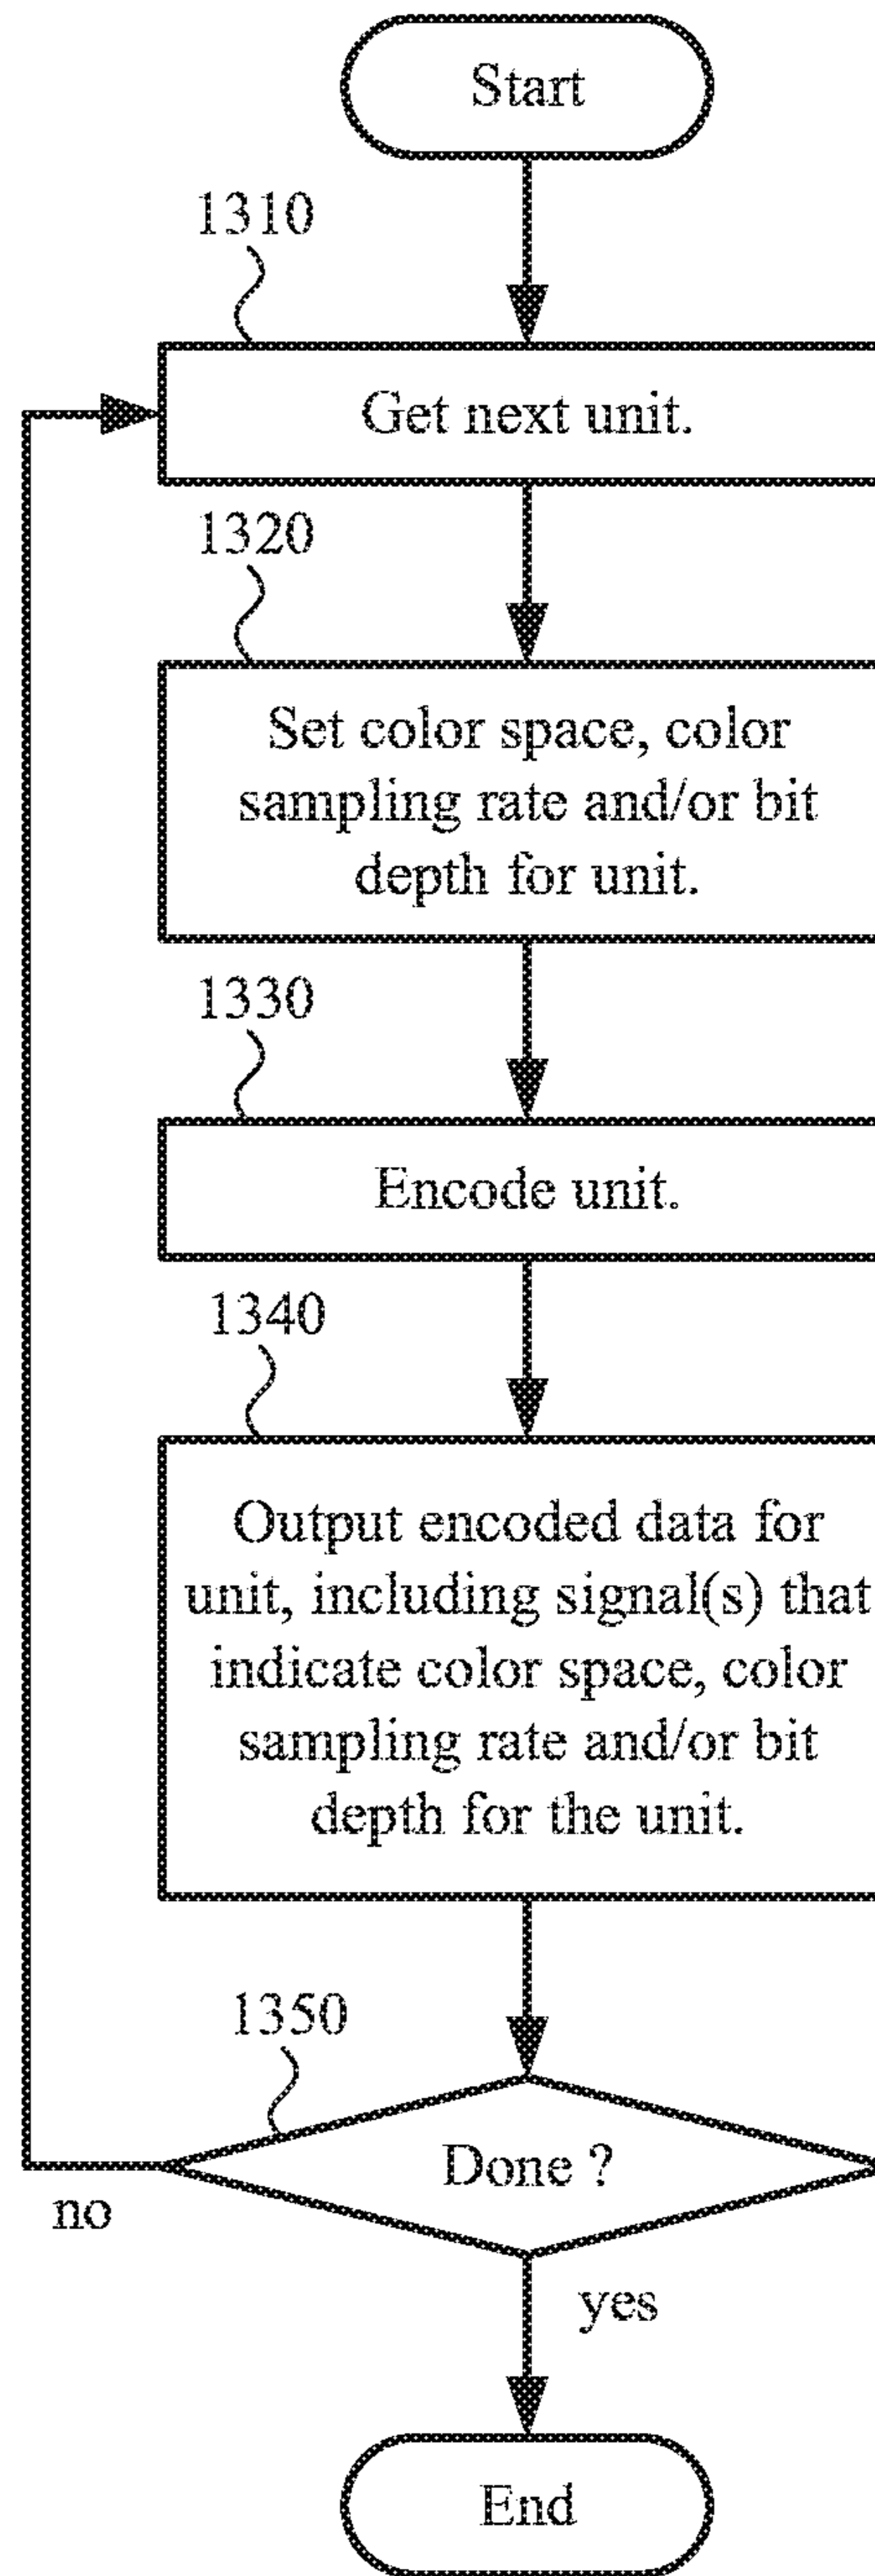 Start
1310
Get next unit.
1320
Set color space, color
sampling rate and/or bit
depth for unit.
1330
Encode unit.
1340
Output encoded data for
unit, including signal(s) that
indicate color space, color
sampling rate and/or bit
depth for the unit.
1350
Done ?
no
yes
End